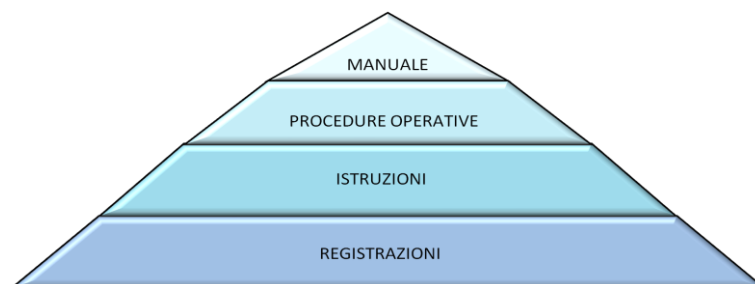 MANUALE
PROCEDURE OPERATIVE
ISTRUZIONI
REGISTRAZIONI